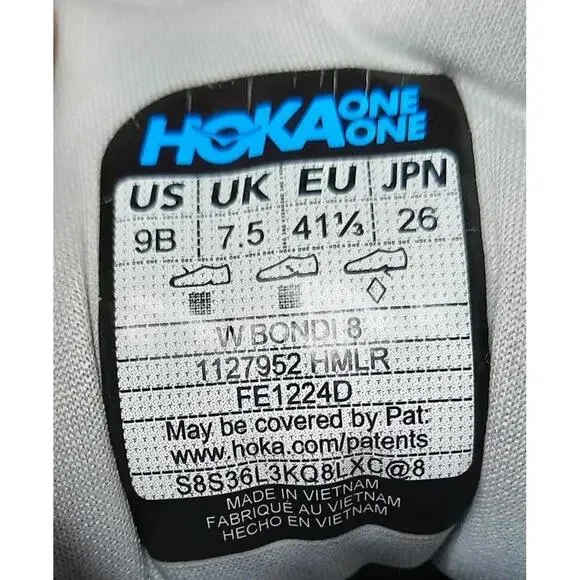 HOKA ONE ONE
US UK EU JPN
9B 7.5 41⅓ 26
W BONDI 8
1127952 HMLR
FE1224D
May be covered by Pat:
www.hoka.com/patents
S8S36L3KQ8LXC@8
MADE IN VIETNAM
FABRIQUÉ AU VIETNAM
HECHO EN VIETNAM